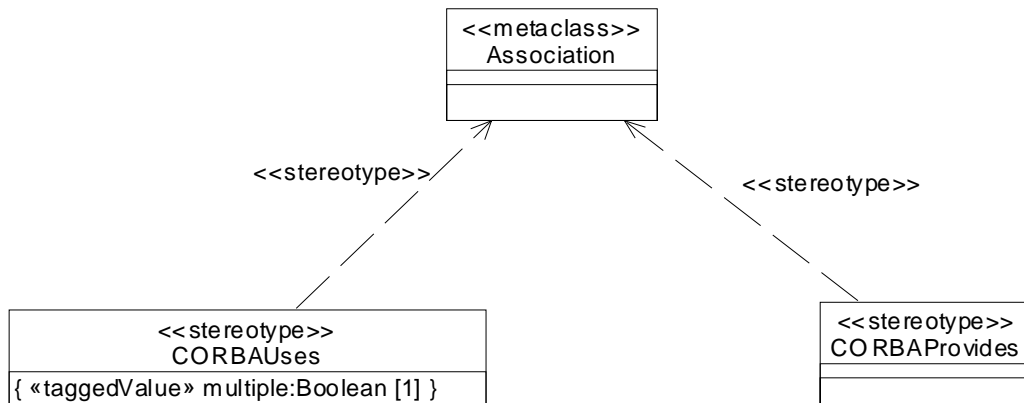 <<metaclass>>
Association
<<stereotype>>
<<stereotype>>
<<stereotype>>
CORBAUses
{ «taggedValue» multiple:Boolean [1] }
<<stereotype>>
CORBAProvides